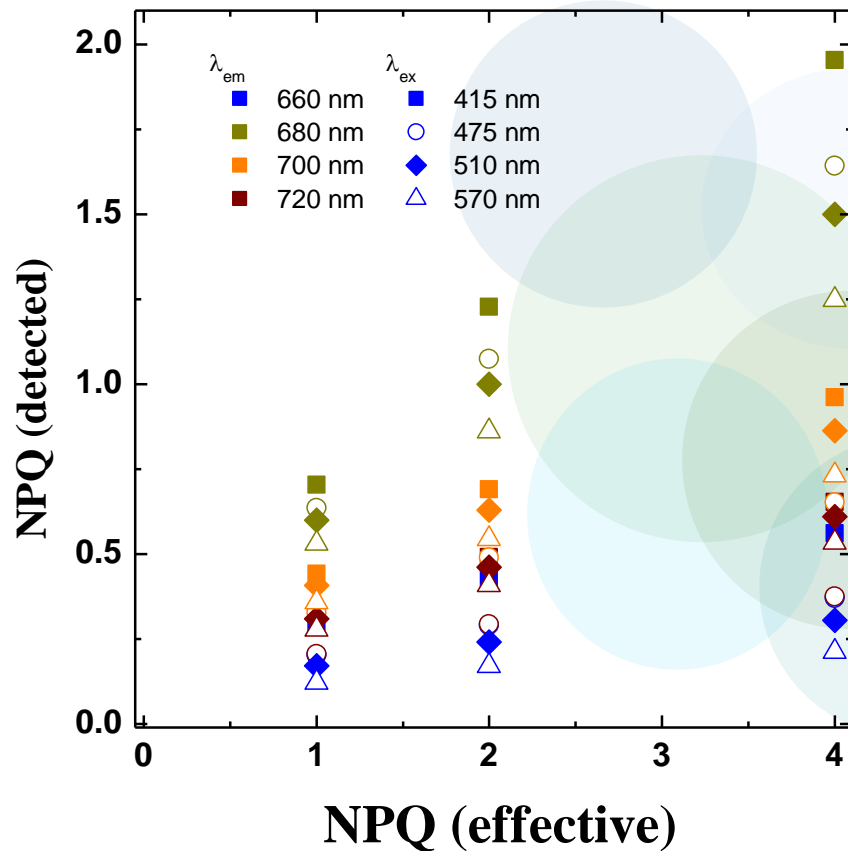 2.0
λem λex
660 nm 415 nm
680 nm 475 nm
700 nm 510 nm
720 nm 570 nm
1.5
1.0
0.5
0.0
NPQ (detected)
0 1 2 3 4
NPQ (effective)